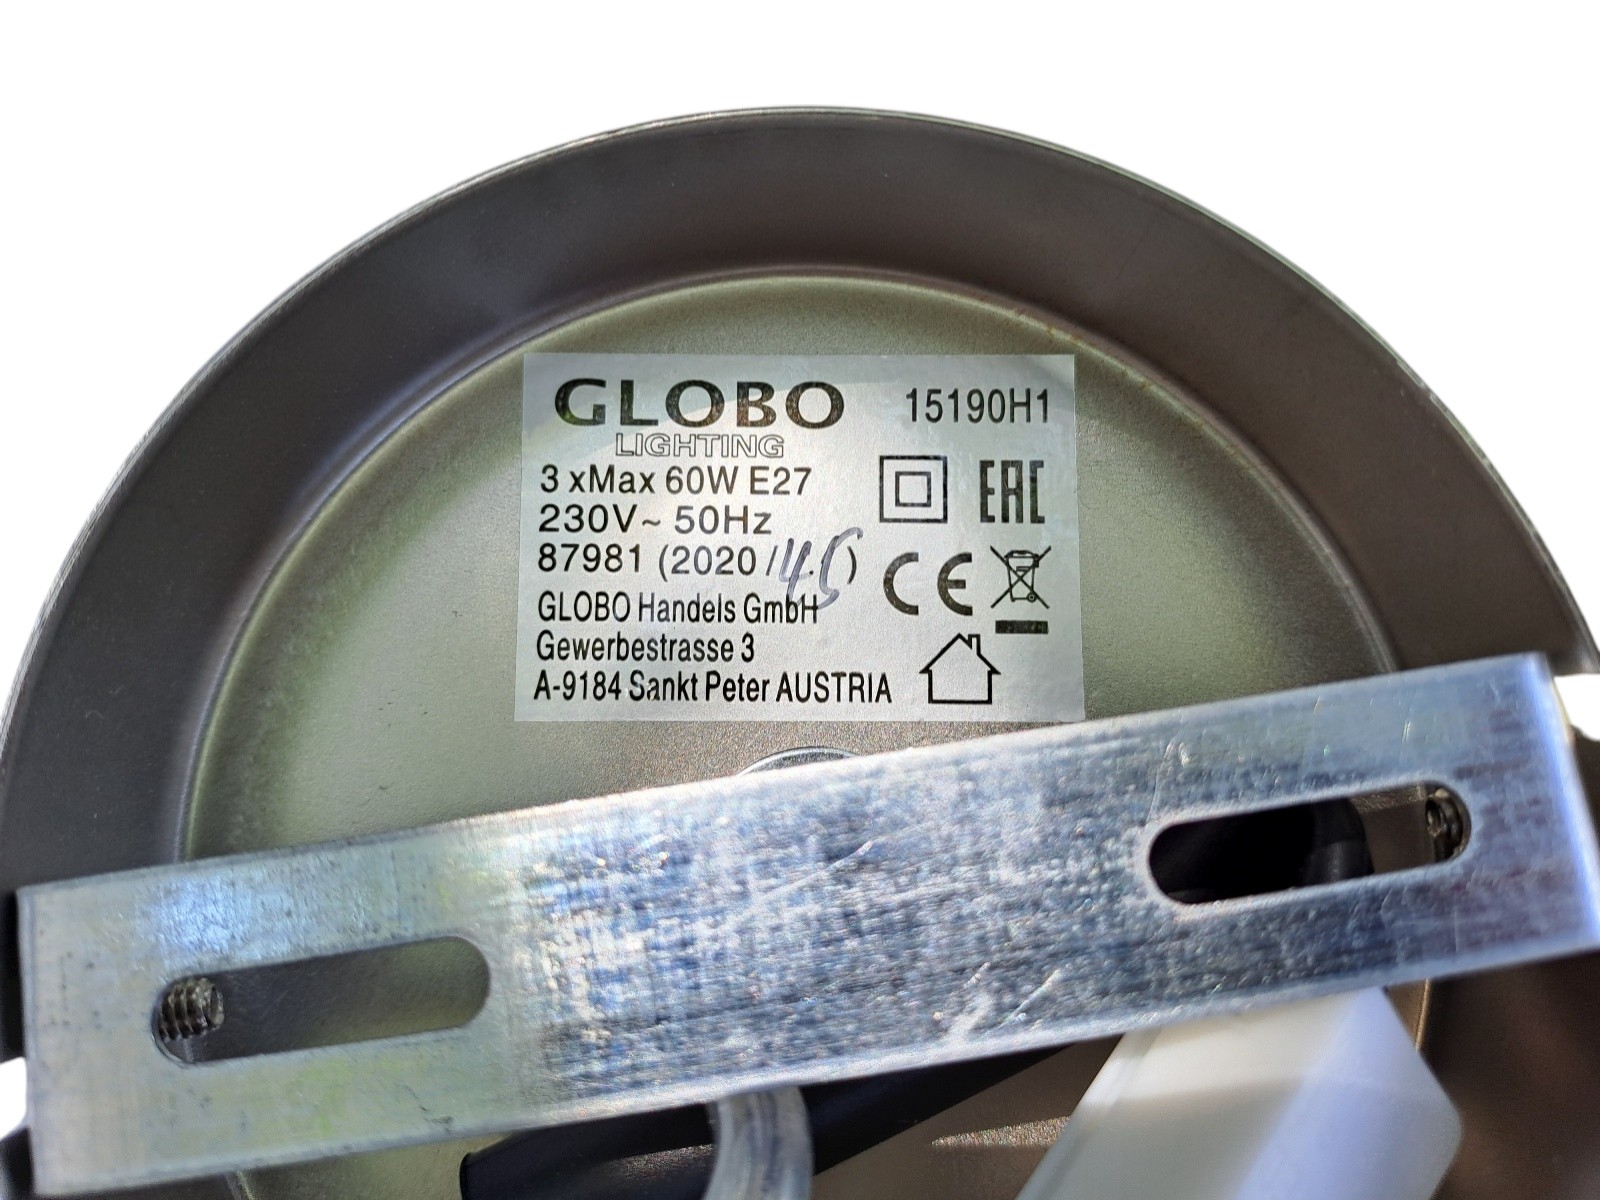 GLOBO 15190H1
LIGHTING
3 xMax 60W E27
230V~ 50Hz
EAC
87981 (2020/45)
CE
GLOBO Handels GmbH
Gewerbestrasse 3
A-9184 Sankt Peter AUSTRIA